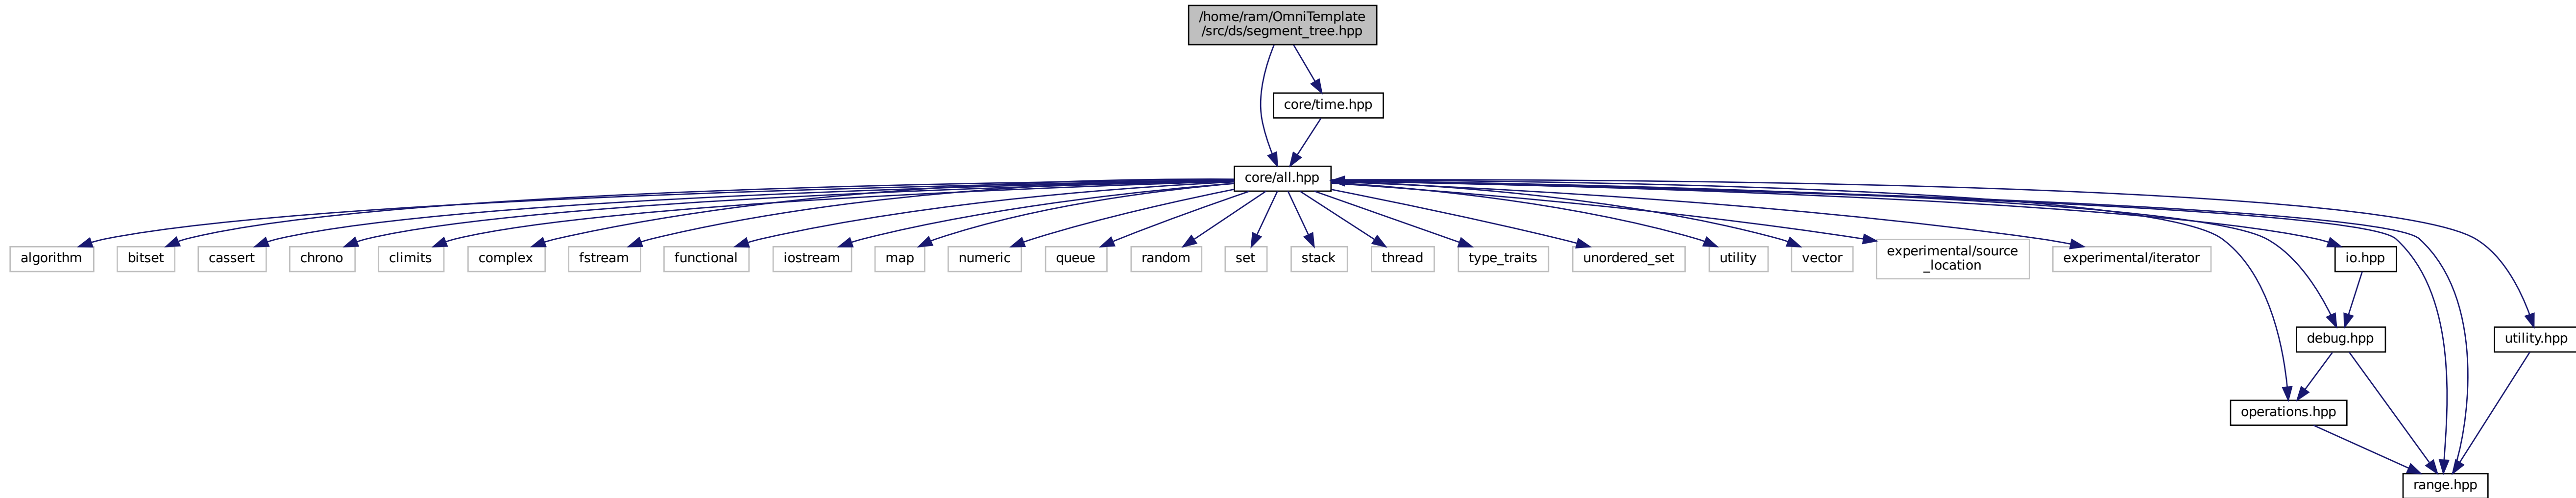 /home/ram/OmniTemplate
/src/ds/segment_tree.hpp
core/time.hpp
core/all.hpp
algorithm
bitset
cassert
chrono
climits
complex
fstream
functional
iostream
map
numeric
queue
random
set
stack
thread
type_traits
unordered_set
utility
vector
experimental/source
_location
experimental/iterator
io.hpp
debug.hpp
utility.hpp
operations.hpp
range.hpp